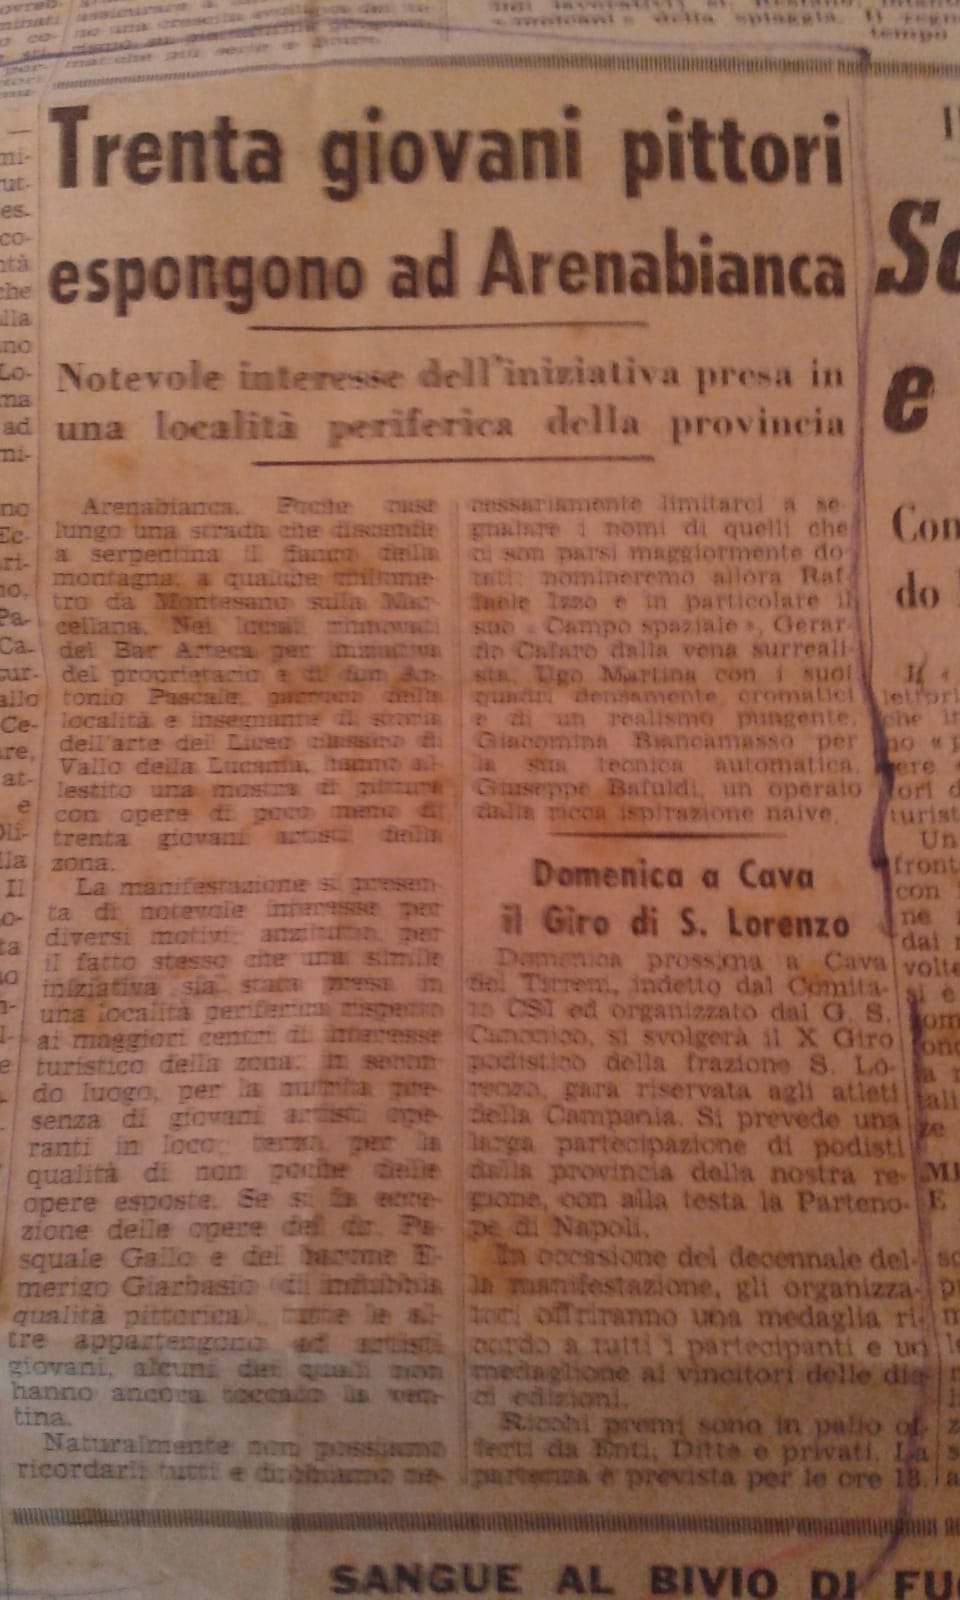 Trenta giovani pittori
espongono ad Arenabianca
Notevole interesse dell'iniziativa presa in
una località periferica della provincia
Arenabianca. Poche case
lungo una strada che discende
a serpentina il fianco della
montagna, a qualche chilome-
tro da Montesano sulla Mar-
cellana. Nei locali rinnovati
del Bar Arteca per iniziativa
del proprietario e di don An-
tonio Pascale, parroco della
località e insegnante di storia
dell'arte del Liceo classico di
Vallo della Lucania, hanno al-
lestito una mostra di pittura
con opere di poco meno di
trenta giovani artisti della
zona.
La manifestazione si presen-
ta di notevole interesse per
diversi motivi: anzitutto, per
il fatto stesso che una simile
iniziativa sia stata presa in
una località periferica rispetto
ai maggiori centri di interesse
turistico della zona; in secon-
do luogo, per la nutrita pre-
senza di giovani artisti ope-
ranti in loco; terzo, per la
qualità di non poche delle
opere esposte. Se si fa ecce-
zione delle opere del dr. Pa-
squale Gallo e del barone E-
merigo Giarbasio (di indubbia
qualità pittorica), tutte le al-
tre appartengono ad artisti
giovani, alcuni dei quali non
hanno ancora toccato la ven-
tina.
Naturalmente non possiamo
ricordarli tutti e dobbiamo ne-
cessariamente limitarci a se-
gnalare i nomi di quelli che
ci son parsi maggiormente do-
tati: nomineremo allora Raf-
faele Izzo e in particolare il
suo « Campo spaziale », Gerar-
do Cafaro dalla vena surreali-
sta, Ugo Martina con i suoi
quadri densamente cromatici
e di un realismo pungente,
Giacomina Biancamasso per
la sua tecnica automatica,
Giuseppe Bafuldi, un operaio
dalla ricca ispirazione naive.
Domenica a Cava
il Giro di S. Lorenzo
Domenica prossima a Cava
dei Tirreni, indetto dal Comita-
to CSI ed organizzato dal G. S.
Canonico, si svolgerà il X Giro
podistico della frazione S. Lo-
renzo, gara riservata agli atleti
della Campania. Si prevede una
larga partecipazione di podisti
della provincia della nostra re-
gione, con alla testa la Parteno-
pe di Napoli.
In occasione del decennale del-
la manifestazione, gli organizza-
tori offriranno una medaglia ri-
cordo a tutti i partecipanti e un
medaglione ai vincitori delle die-
ci edizioni.
Ricchi premi sono in palio of-
ferti da Enti, Ditte e privati. La
partenza è prevista per le ore 18.
SANGUE AL BIVIO DI